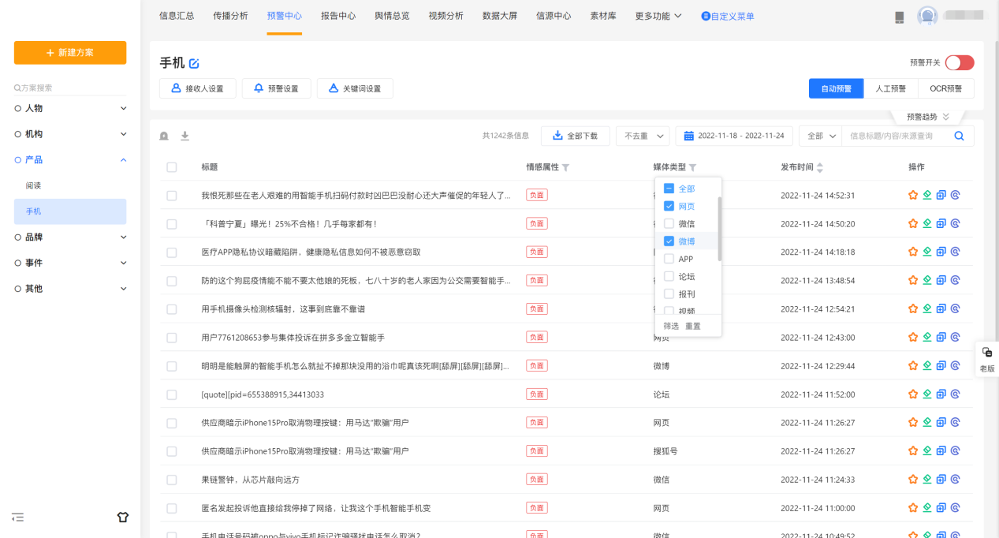 信息汇总 传播分析 预警中心 报告中心 舆情总览 视频分析 数据大屏 信源中心 素材库 更多功能 自定义菜单
+ 新建方案
方案搜索
人物
机构
产品
阅读
手机
品牌
事件
其他
手机
预警开关
接收人设置 预警设置 关键词设置
自动预警 人工预警 OCR预警
预警趋势
共1242条信息 全部下载 不去重 2022-11-18 - 2022-11-24 全部 信息标题/内容/来源查询
标题 情感属性 媒体类型 发布时间 操作
我恨死那些在老人艰难的用智能手机扫码付款时凶巴巴没耐心还大声催促的年轻人了... 负面 2022-11-24 14:52:31
「科普宁夏」曝光！25%不合格！几乎每家都有！ 负面 2022-11-24 14:50:20
医疗APP隐私协议暗藏陷阱，健康隐私信息如何不被恶意窃取 负面 2022-11-24 14:18:18
防的这个狗屁疫情能不能不要太他娘的死板，七八十岁的老人家因为公交需要智能手... 负面 2022-11-24 13:48:54
用手机摄像头检测核辐射，这事到底靠不靠谱 负面 2022-11-24 12:54:21
用户7761208653参与集体投诉在拼多多金立智能手 负面 网页 2022-11-24 12:43:00
明明是能触屏的智能手机怎么就扯不掉那块没用的浴巾呢真该死啊[舔屏][舔屏][舔屏]... 负面 微博 2022-11-24 12:29:44
[quote][pid=655388915,34413033 负面 论坛 2022-11-24 11:52:00
供应商暗示iPhone15Pro取消物理按键：用马达“欺骗”用户 负面 网页 2022-11-24 11:26:27
供应商暗示iPhone15Pro取消物理按键：用马达“欺骗”用户 负面 搜狐号 2022-11-24 11:26:27
果链警钟，从芯片敲向远方 负面 微信 2022-11-24 11:24:33
匿名发起投诉他直接给我停掉了网络，让我这个手机智能手机变 负面 网页 2022-11-24 11:00:00
手机电话号码被oppo与vivo手机标记诈骗骚扰电话怎么取消？ 负面 微信 2022-11-24 10:49:52
全部
网页
微信
微博
APP
论坛
报刊
视频
筛选 重置
老版